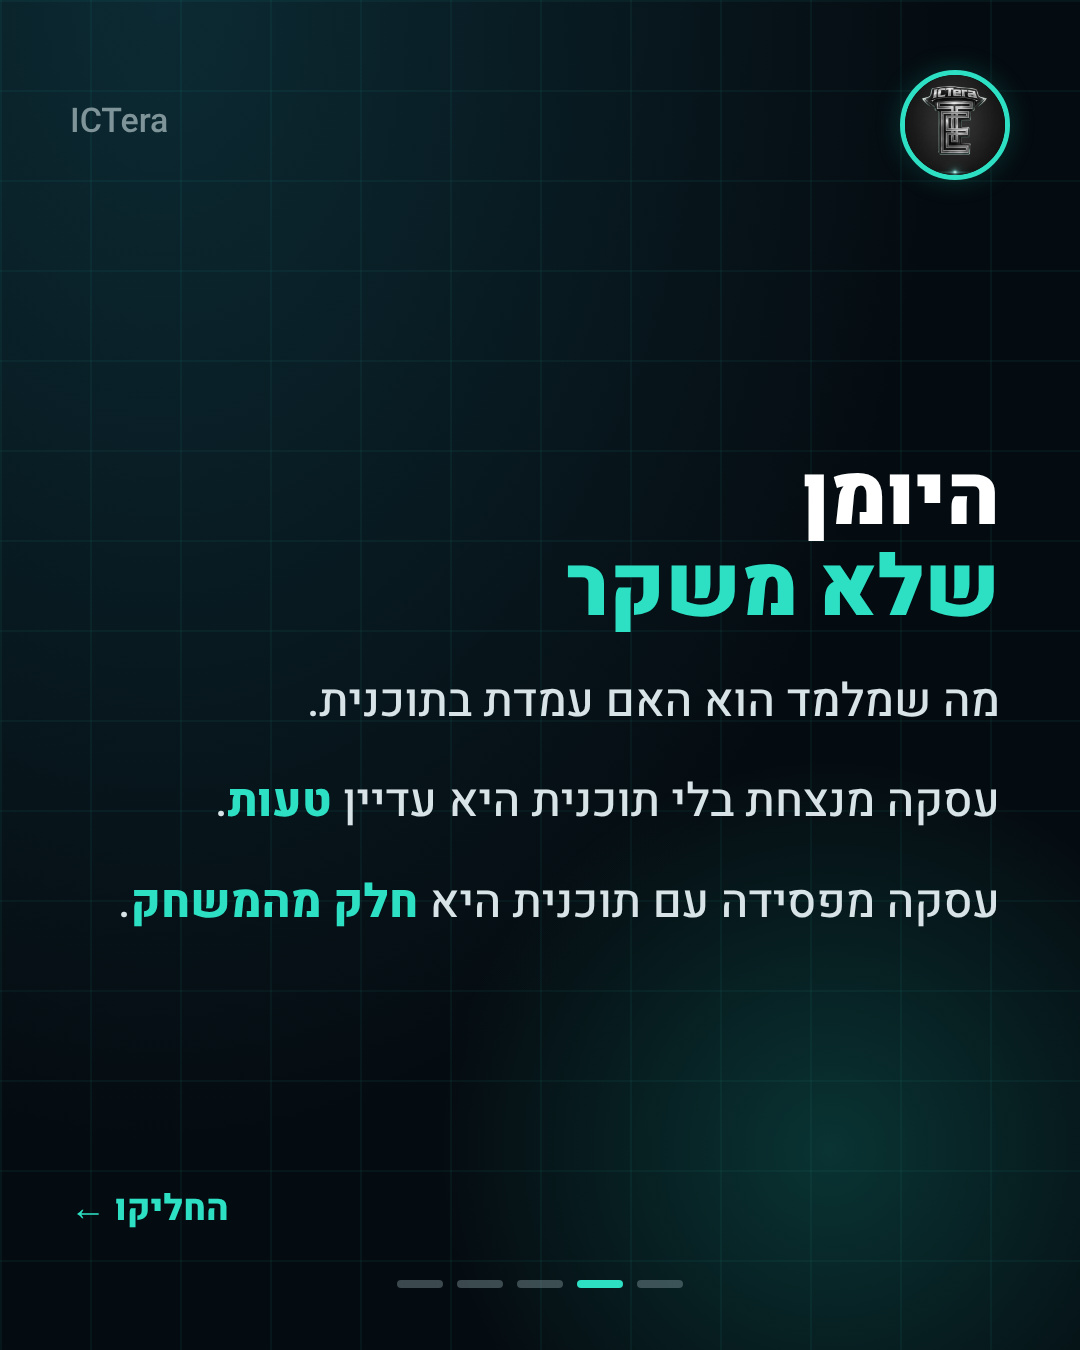 ICTera
ICTera
היומן
שלא משקר
מה שמלמד הוא האם עמדת בתוכנית.
עסקה מנצחת בלי תוכנית היא עדיין טעות.
עסקה מפסידה עם תוכנית היא חלק מהמשחק.
החליקו ←